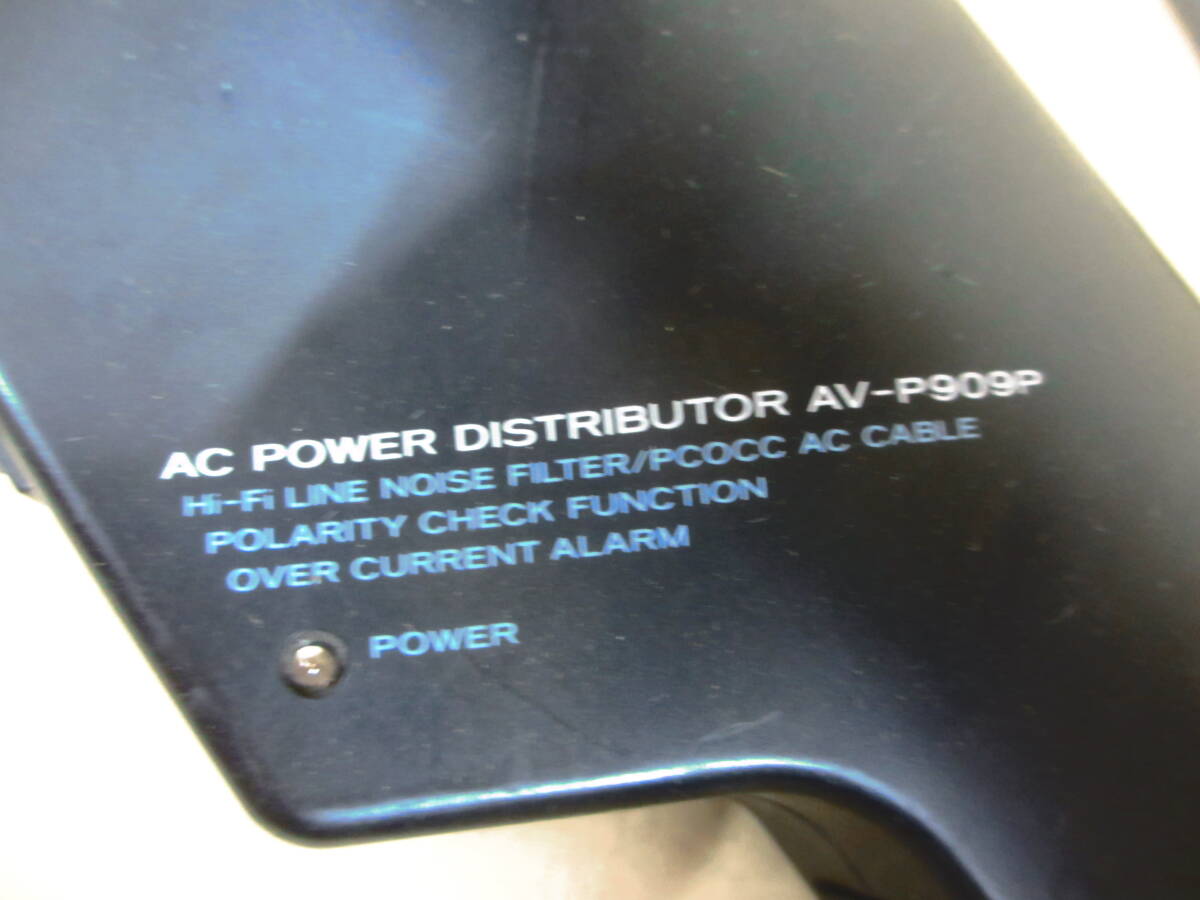 AC POWER DISTRIBUTOR AV-P909P
Hi-Fi LINE NOISE FILTER/PCOCC AC CABLE
POLARITY CHECK FUNCTION
OVER CURRENT ALARM
POWER